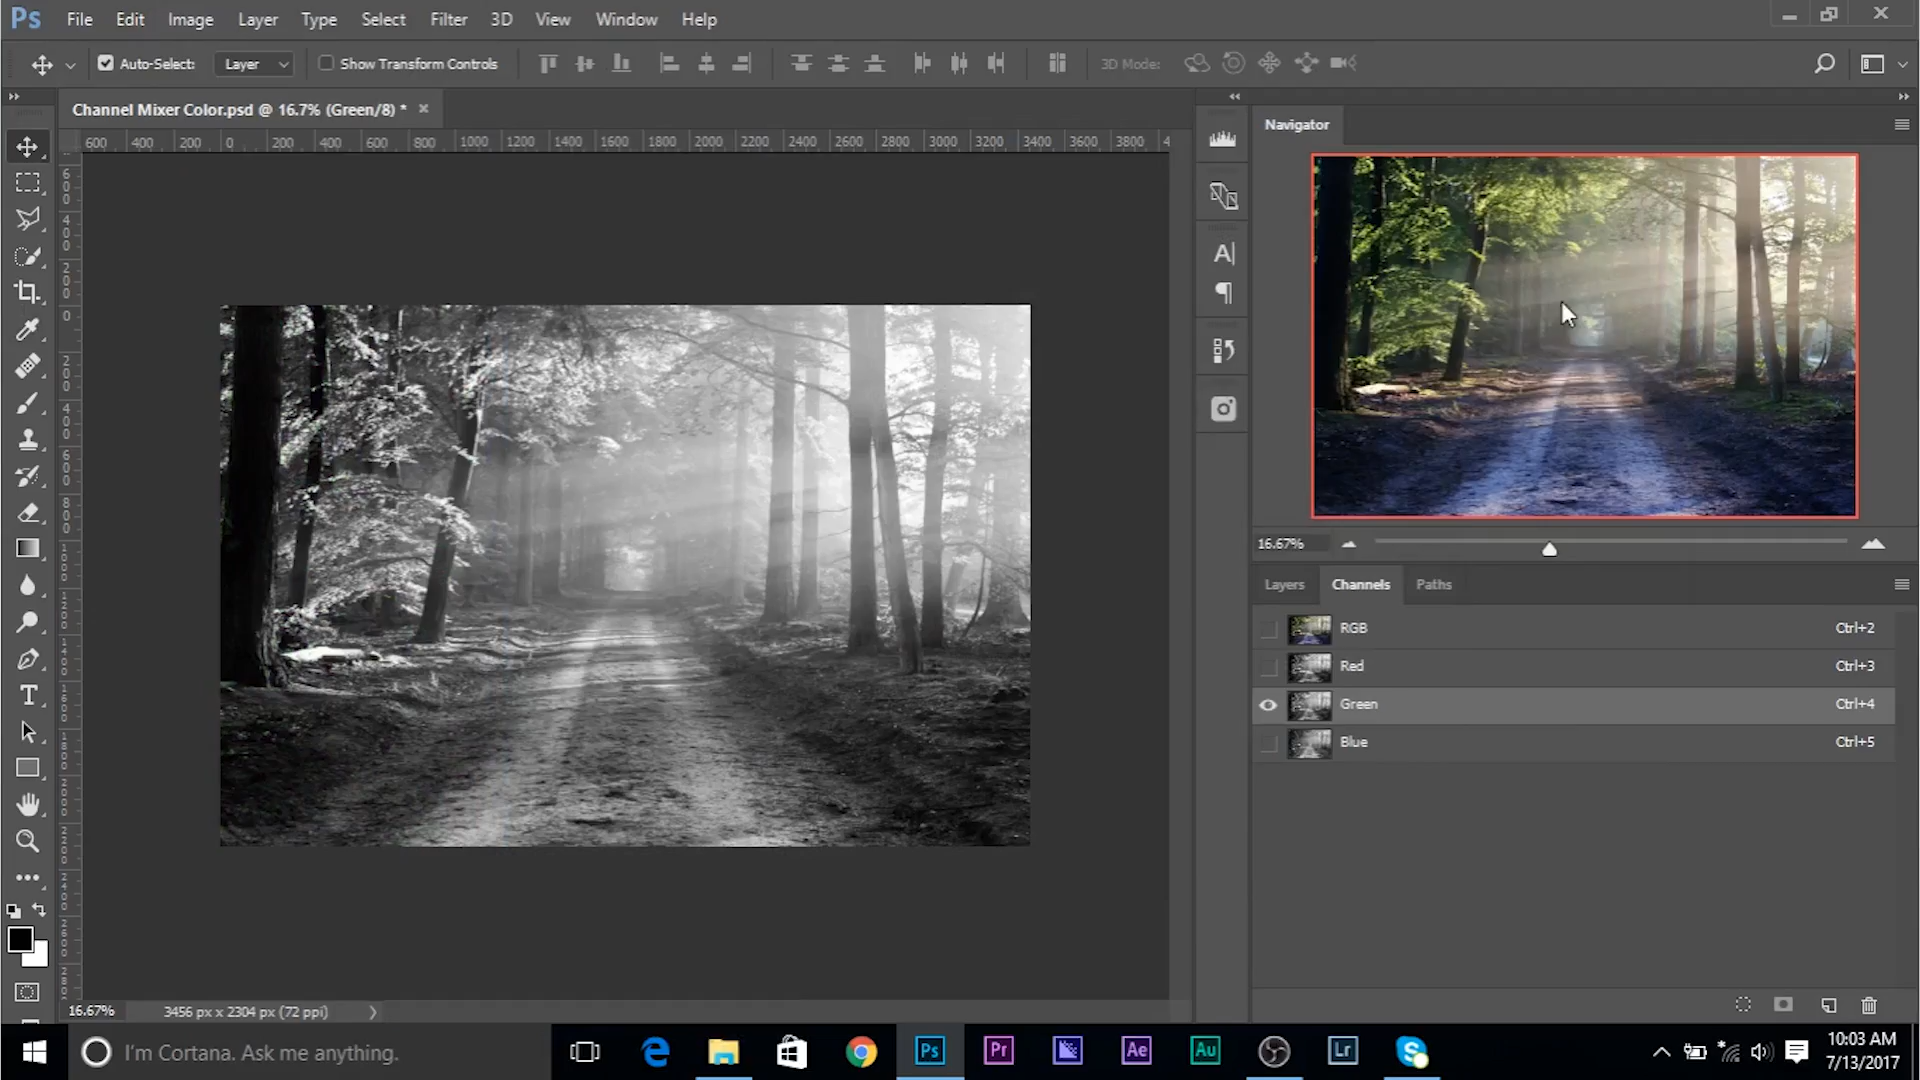 Ps File Edit Image Layer Type Select Filter 3D View Window Help
Auto-Select: Layer Show Transform Controls 3D Mode:
Channel Mixer Color.psd @ 16.7% (Green/8) *
600 400 200 0 200 400 600 800 1000 1200 1400 1600 1800 2000 2200 2400 2600 2800 3000 3200 3400 3600 3800 4
Navigator
16.67%
Layers Channels Paths
RGB Ctrl+2
Red Ctrl+3
Green Ctrl+4
Blue Ctrl+5
16.67% 3456 px x 2304 px (72 ppi)
I'm Cortana. Ask me anything.
Ps Pr Ae Au Lr
10:03 AM
7/13/2017